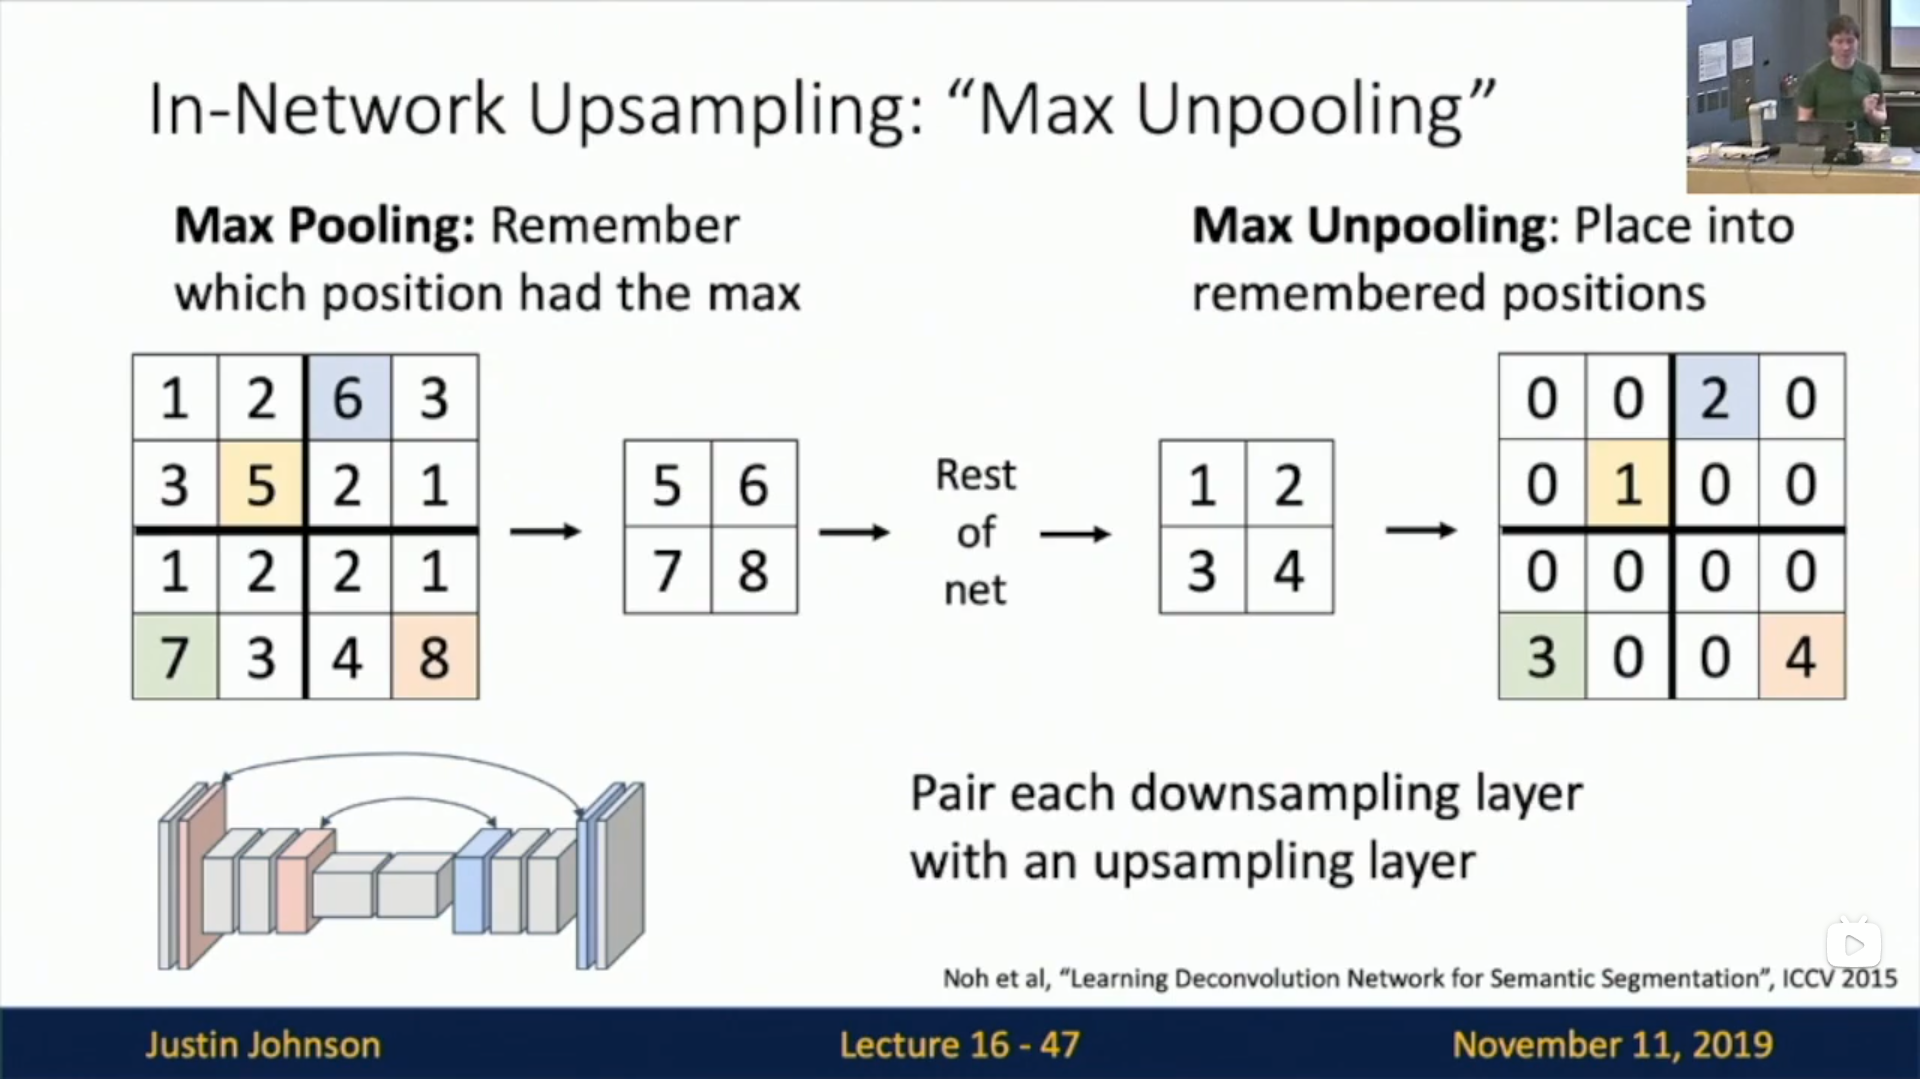 In-Network Upsampling: “Max Unpooling”
Max Pooling: Remember
which position had the max
Max Unpooling: Place into
remembered positions
1 2 6 3
3 5 2 1
1 2 2 1
7 3 4 8
5 6
7 8
Rest
of
net
1 2
3 4
0 0 2 0
0 1 0 0
0 0 0 0
3 0 0 4
Pair each downsampling layer
with an upsampling layer
Noh et al, “Learning Deconvolution Network for Semantic Segmentation”, ICCV 2015
Justin Johnson
Lecture 16 - 47
November 11, 2019